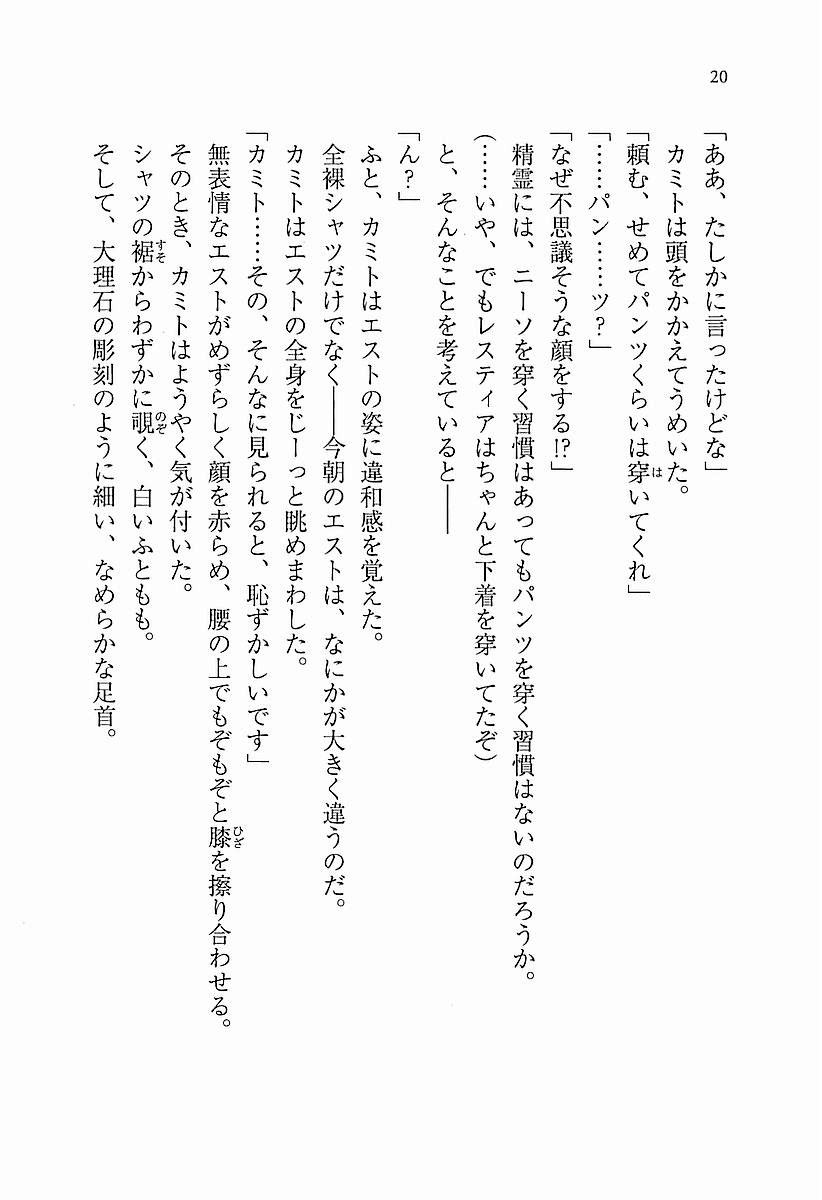 20
「ああ、たしかに言ったけどな」
カミトは頭をかかえてうめいた。
「頼む、せめてパンツくらいは穿いてくれ」
「……パン……ツ?」
「なぜ不思議そうな顔をする!?」
精霊には、ニーソを穿く習慣はあってもパンツを穿く習慣はないのだろうか。
(……いや、でもレスティアはちゃんと下着を穿いてたぞ)
と、そんなことを考えていると――
「ん?」
ふと、カミトはエストの姿に違和感を覚えた。
全裸シャツだけでなく――今朝のエストは、なにかが大きく違うのだ。
カミトはエストの全身をじーっと眺めまわした。
「カミト……その、そんなに見られると、恥ずかしいです」
無表情なエストがめずらしく顔を赤らめ、腰の上でもぞもぞと膝を擦り合わせる。
そのとき、カミトはようやく気が付いた。
シャツの裾からわずかに覗く、白いふともも。
そして、大理石の彫刻のように細い、なめらかな足首。